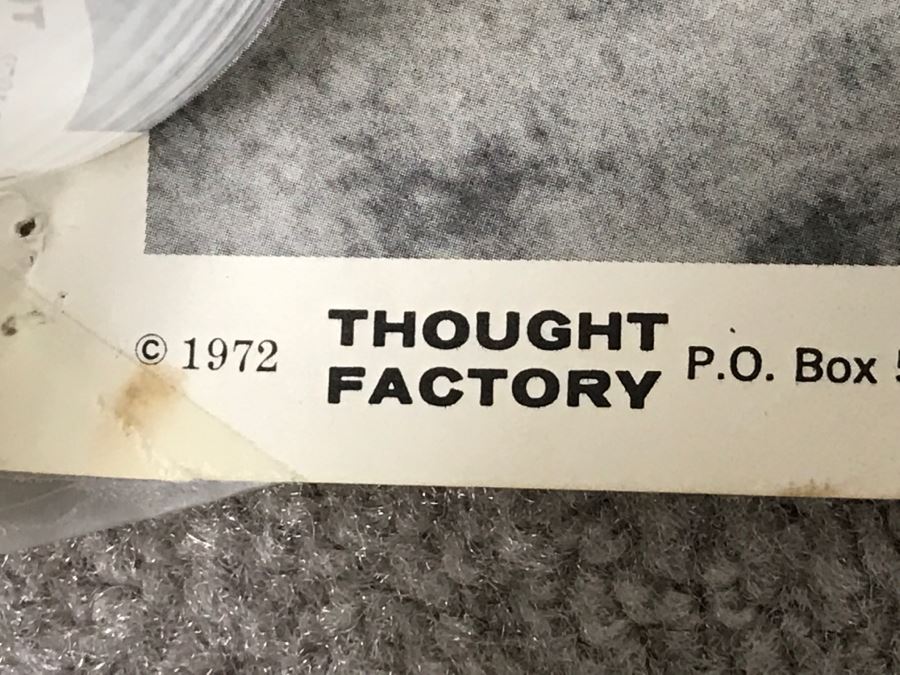 © 1972
THOUGHT
FACTORY
P.O. Box